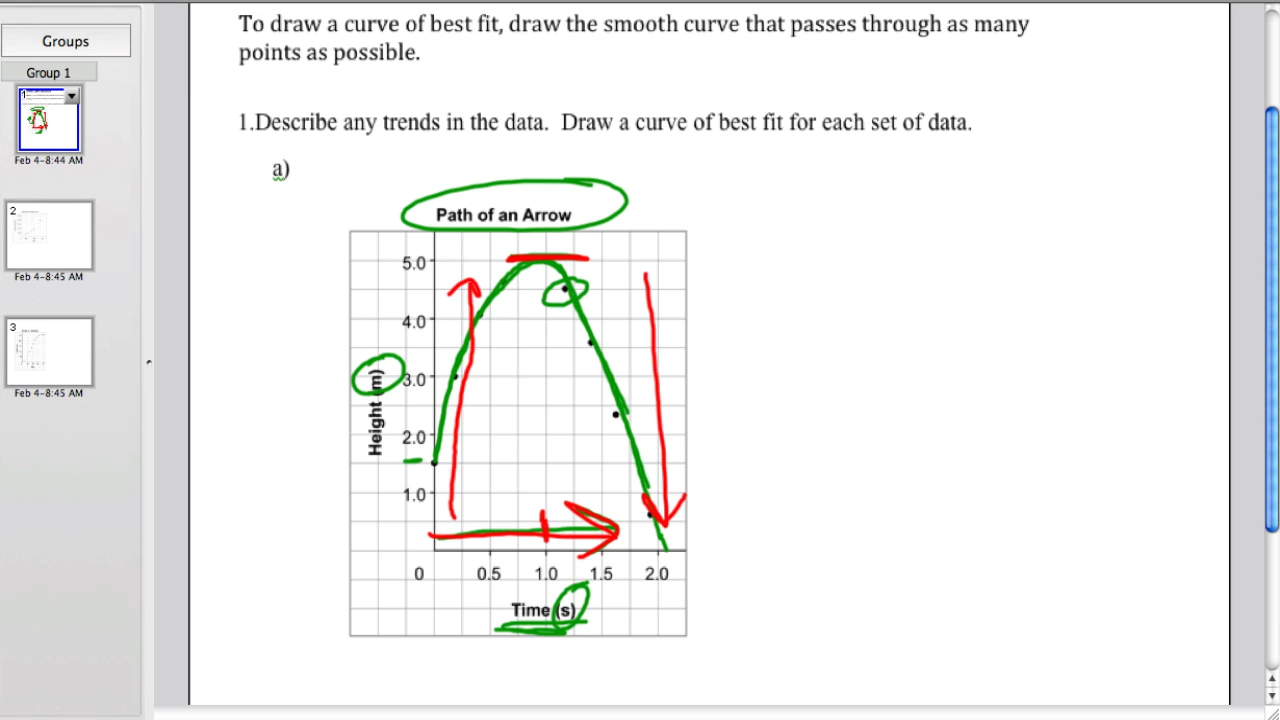 Groups
Group 1
1
Feb 4-8:44 AM
2
Feb 4-8:45 AM
3
Feb 4-8:45 AM
To draw a curve of best fit, draw the smooth curve that passes through as many
points as possible.
1.Describe any trends in the data. Draw a curve of best fit for each set of data.
a)
Path of an Arrow
Height (m)
5.0
4.0
3.0
2.0
1.0
0 0.5 1.0 1.5 2.0
Time (s)